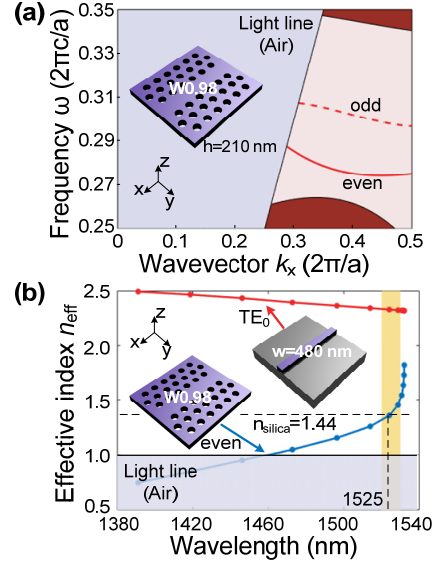 (a)
Frequency ω (2πc/a)
0.35
0.33
0.31
0.29
0.27
0.25
Light line
(Air)
W0.98
h=210 nm
z
x
y
odd
even
0 0.1 0.2 0.3 0.4 0.5
Wavevector kx (2π/a)
(b)
Effective index neff
2.5
2.0
1.5
1.0
0.5
z
x
y
TE0
w=480 nm
W0.98
nsilica=1.44
even
Light line
(Air)
1525
1380 1420 1460 1500 1540
Wavelength (nm)